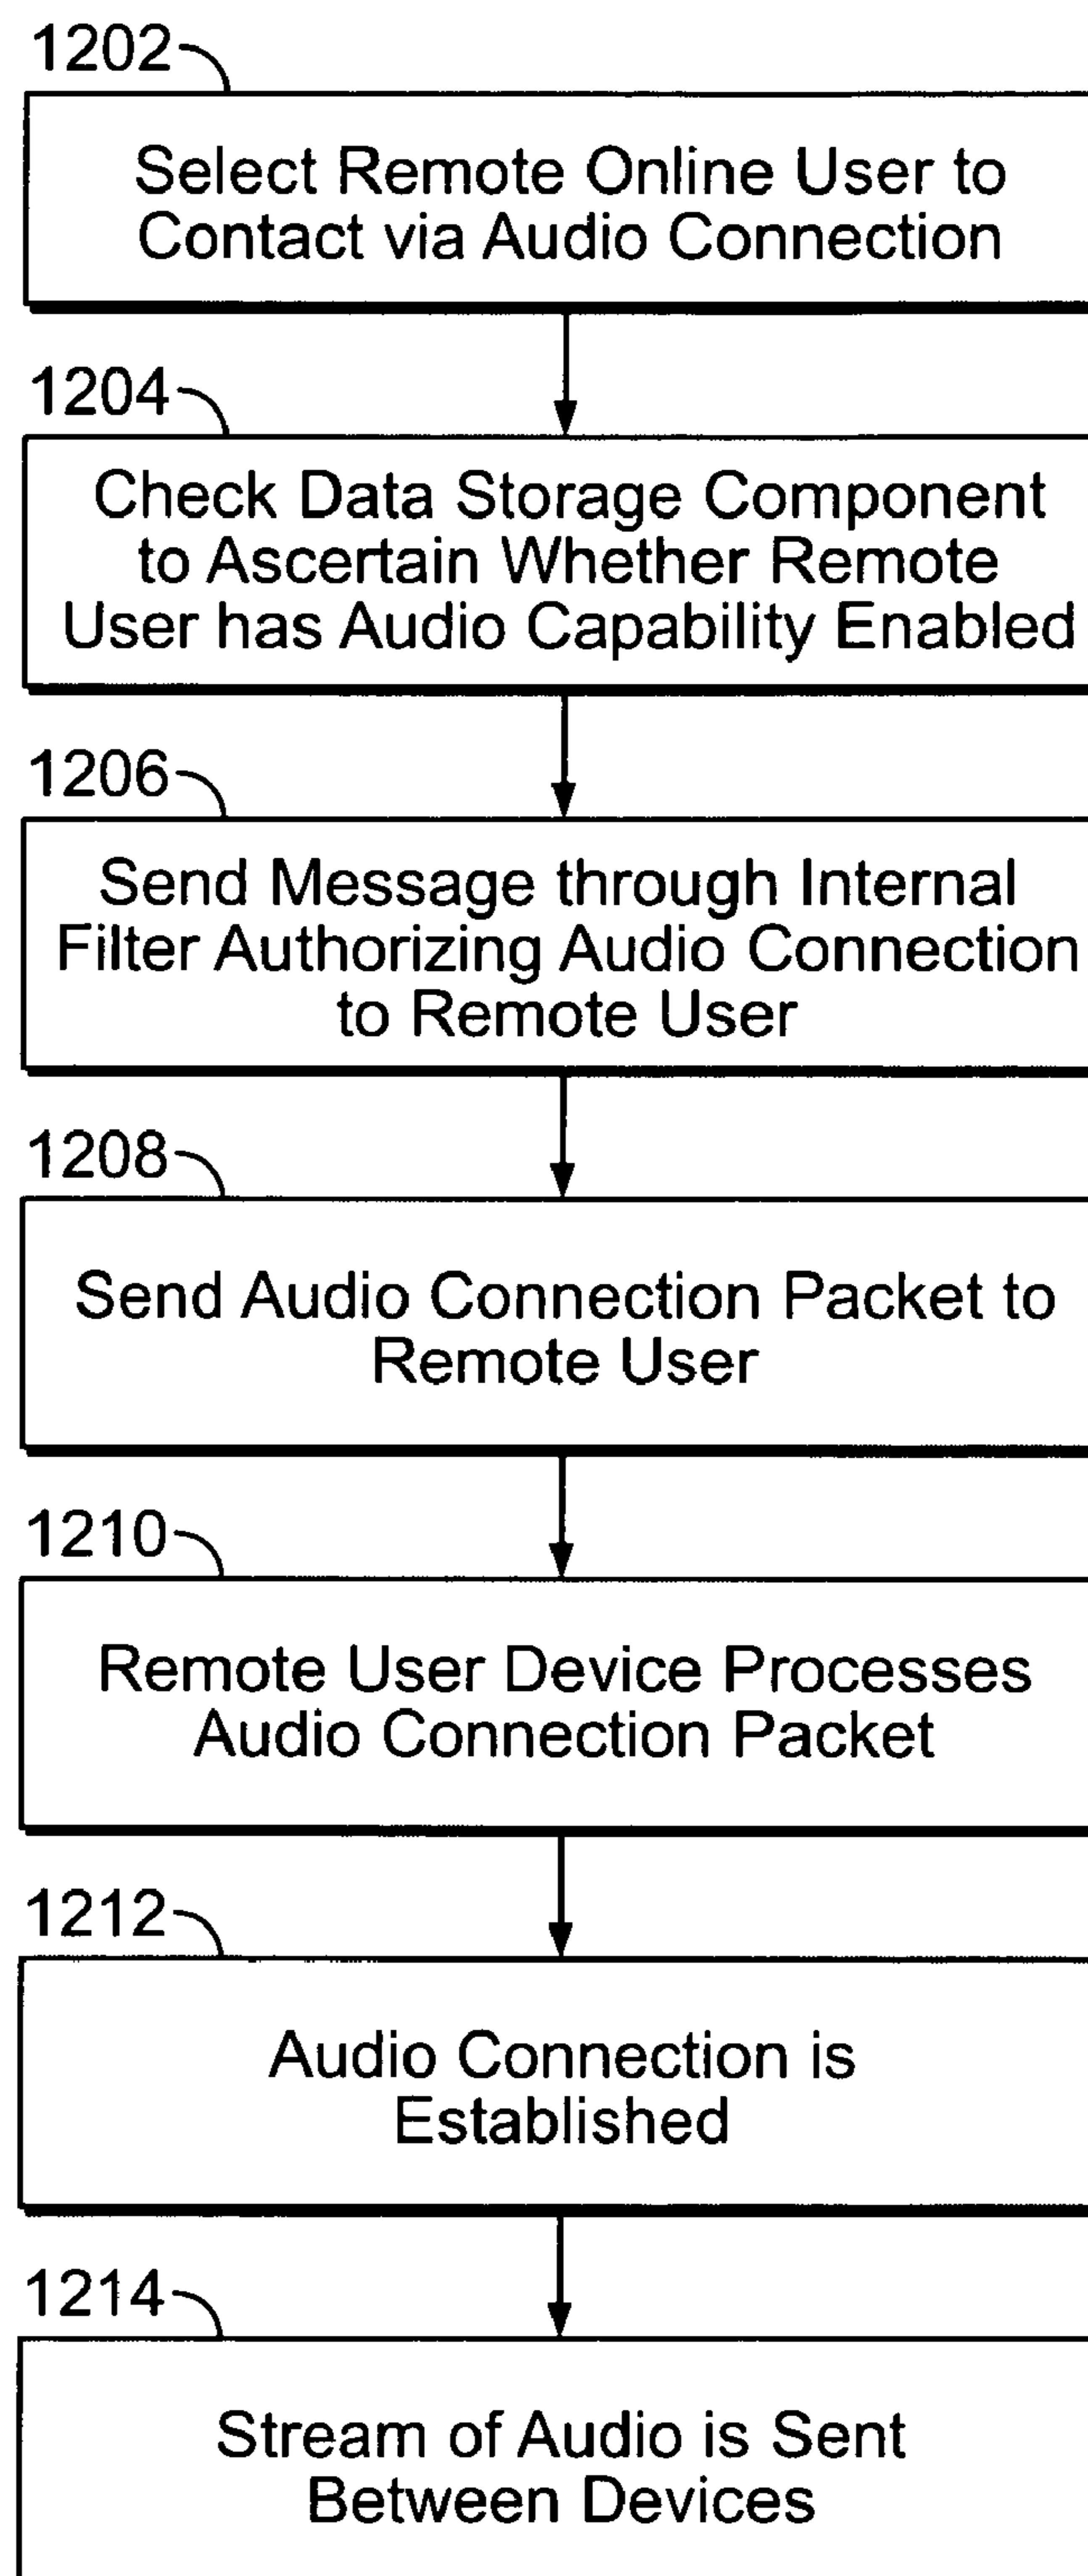 1202
Select Remote Online User to
Contact via Audio Connection
1204
Check Data Storage Component
to Ascertain Whether Remote
User has Audio Capability Enabled
1206
Send Message through Internal
Filter Authorizing Audio Connection
to Remote User
1208
Send Audio Connection Packet to
Remote User
1210
Remote User Device Processes
Audio Connection Packet
1212
Audio Connection is
Established
1214
Stream of Audio is Sent
Between Devices